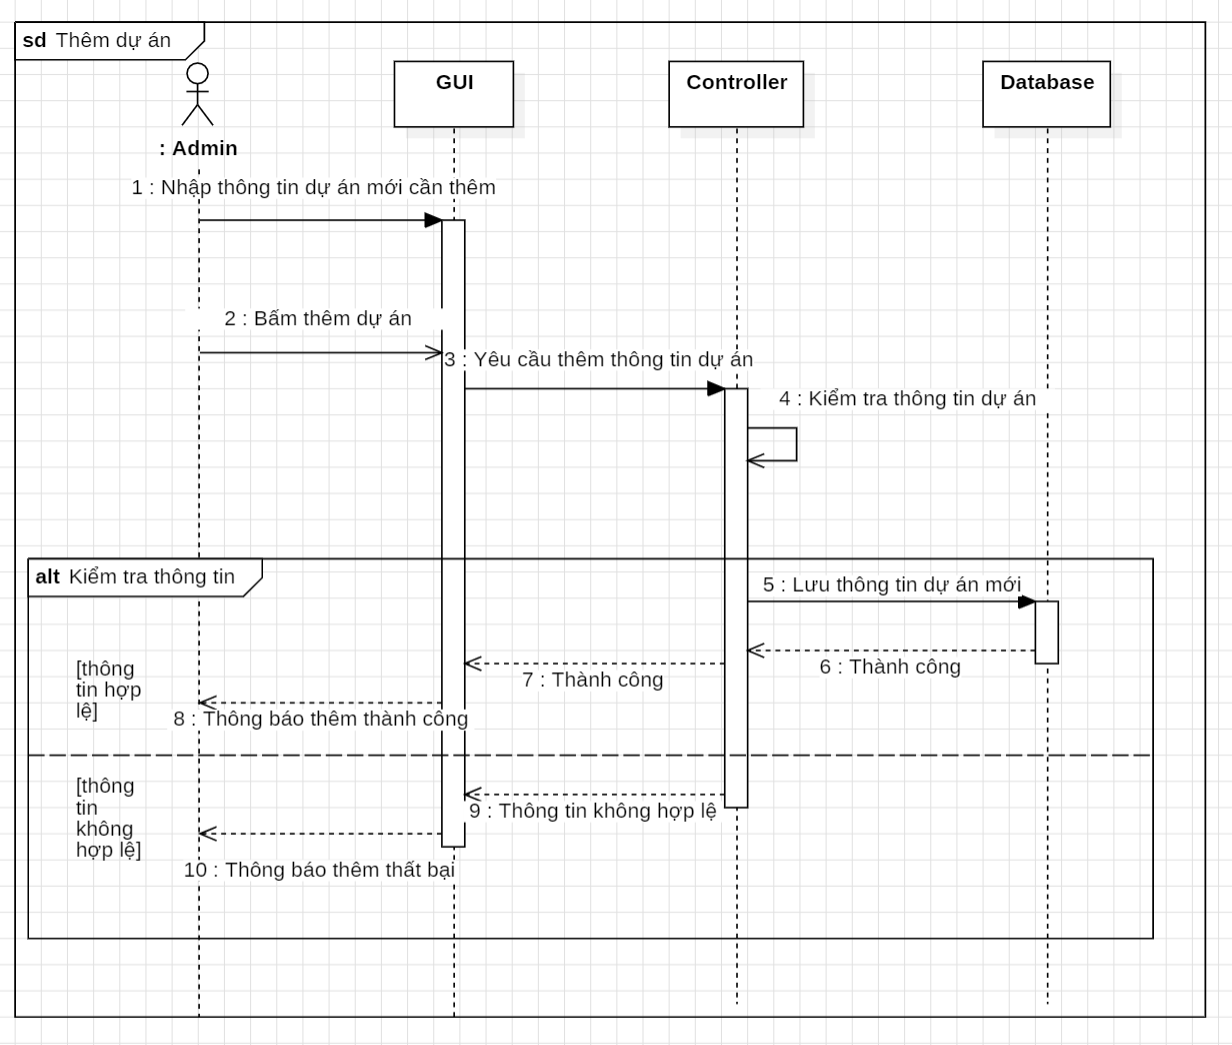 sd Thêm dự án
GUI
Controller
Database
: Admin
1 : Nhập thông tin dự án mới cần thêm
2 : Bấm thêm dự án
3 : Yêu cầu thêm thông tin dự án
4 : Kiểm tra thông tin dự án
alt Kiểm tra thông tin
5 : Lưu thông tin dự án mới
6 : Thành công
7 : Thành công
[thông
tin hợp
lệ]
8 : Thông báo thêm thành công
[thông
tin
không
hợp lệ]
9 : Thông tin không hợp lệ
10 : Thông báo thêm thất bại